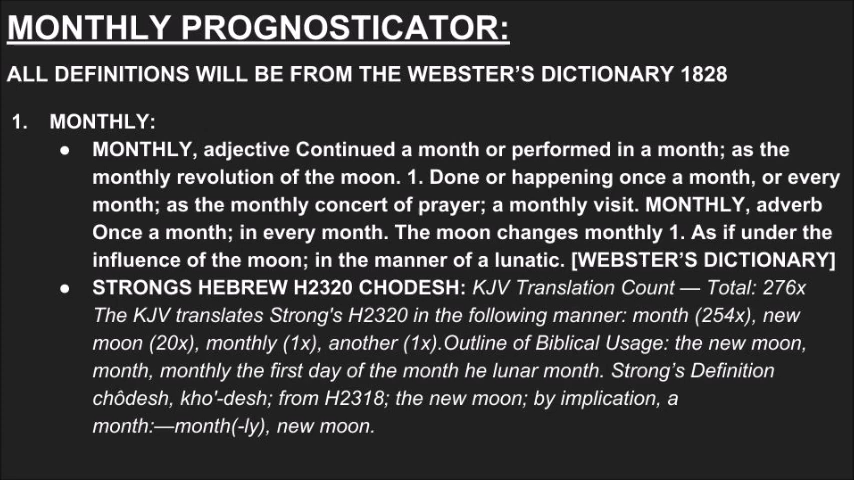 MONTHLY PROGNOSTICATOR:
ALL DEFINITIONS WILL BE FROM THE WEBSTER’S DICTIONARY 1828
1. MONTHLY:
● MONTHLY, adjective Continued a month or performed in a month; as the
monthly revolution of the moon. 1. Done or happening once a month, or every
month; as the monthly concert of prayer; a monthly visit. MONTHLY, adverb
Once a month; in every month. The moon changes monthly 1. As if under the
influence of the moon; in the manner of a lunatic. [WEBSTER’S DICTIONARY]
● STRONGS HEBREW H2320 CHODESH: KJV Translation Count — Total: 276x
The KJV translates Strong's H2320 in the following manner: month (254x), new
moon (20x), monthly (1x), another (1x).Outline of Biblical Usage: the new moon,
month, monthly the first day of the month he lunar month. Strong’s Definition
chôdesh, kho'-desh; from H2318; the new moon; by implication, a
month:—month(-ly), new moon.